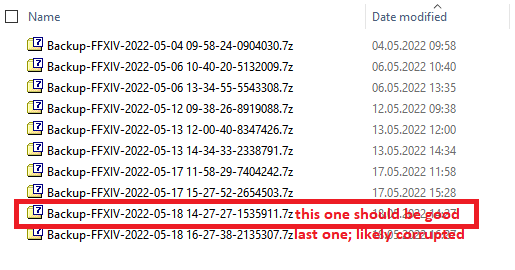 Name Date modified
Backup-FFXIV-2022-05-04 09-58-24-0904030.7z 04.05.2022 09:58
Backup-FFXIV-2022-05-06 10-40-20-5132009.7z 06.05.2022 10:40
Backup-FFXIV-2022-05-06 13-34-55-5543308.7z 06.05.2022 13:35
Backup-FFXIV-2022-05-12 09-38-26-8919088.7z 12.05.2022 09:38
Backup-FFXIV-2022-05-13 12-00-40-8347426.7z 13.05.2022 12:00
Backup-FFXIV-2022-05-13 14-34-33-2388791.7z 13.05.2022 14:34
Backup-FFXIV-2022-05-17 11-58-29-7404242.7z 17.05.2022 11:58
Backup-FFXIV-2022-05-17 15-27-52-2654503.7z 17.05.2022 15:28
Backup-FFXIV-2022-05-18 14-27-27-1535911.7z this one should be good
Backup-FFXIV-2022-05-18 16-27-38-2135307.7z last one; likely corrupted